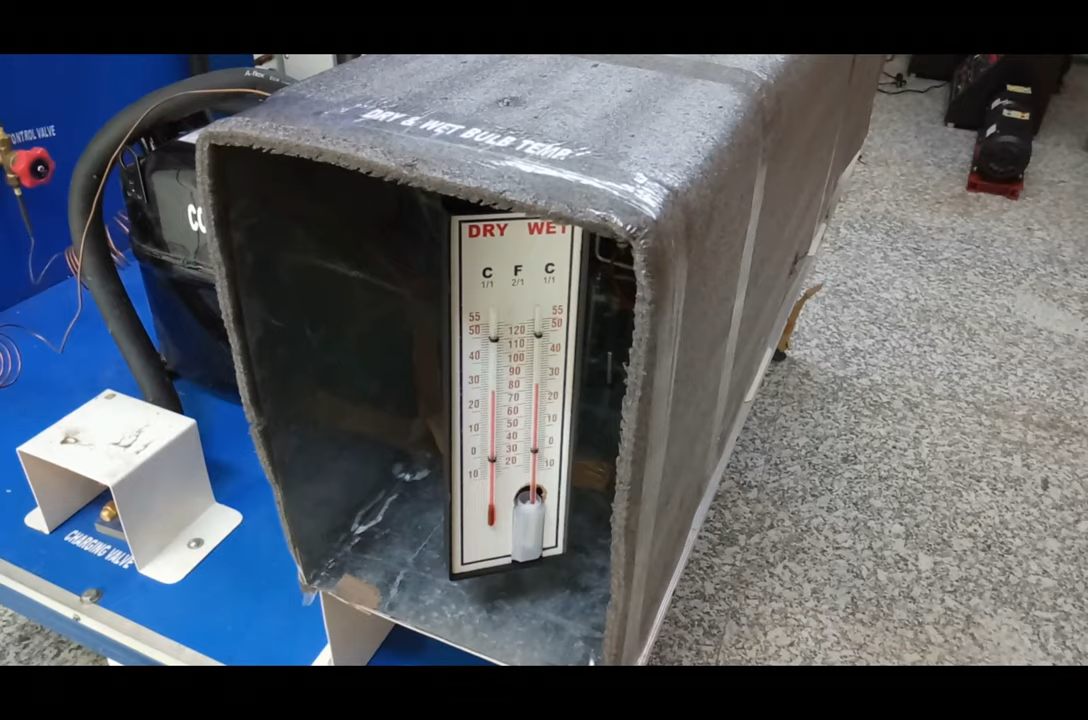 A-flex
CONTROL VALVE
DRY & WET BULB TEMP.
DRY WET
C F C
1/1 2/1 1/1
55 55
50 120 50
110
40 100 40
90
30 80 30
20 70 20
60
10 50 10
40
0 30 0
10 20 10
CHARGING VALVE